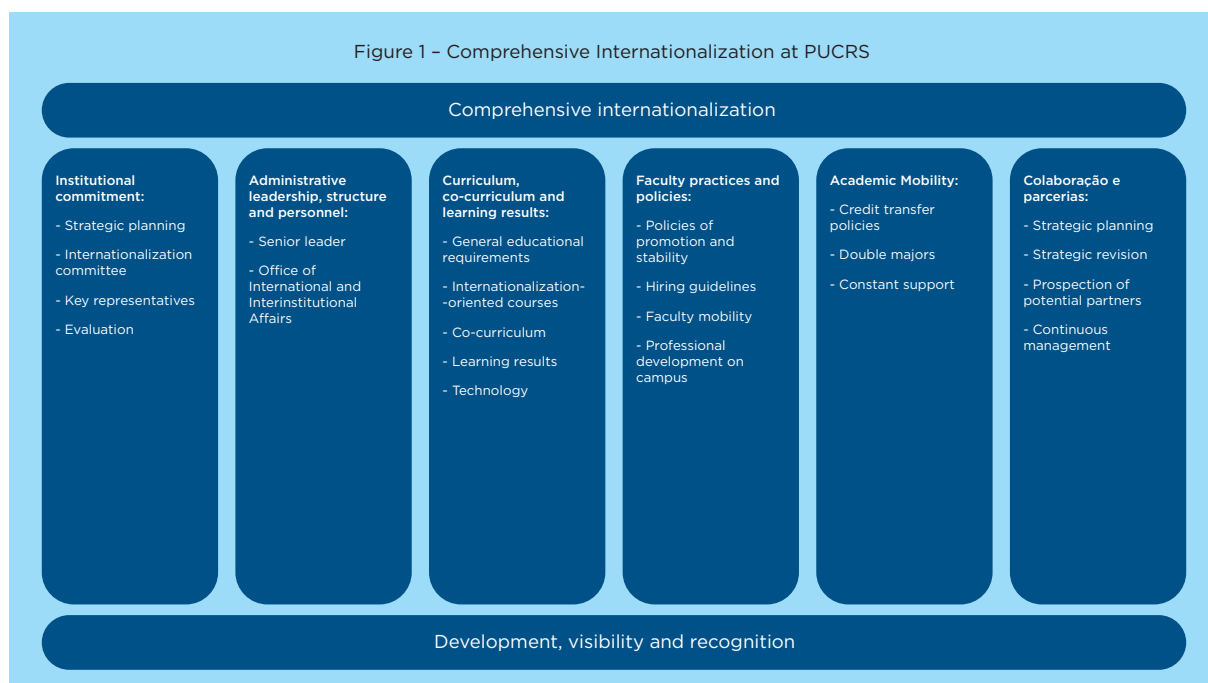 Figure 1 – Comprehensive Internationalization at PUCRS
Comprehensive internationalization
Institutional
commitment:
- Strategic planning
- Internationalization
committee
- Key representatives
- Evaluation
Administrative
leadership, structure
and personnel:
- Senior leader
- Office of
International and
Interinstitutional
Affairs
Curriculum,
co-curriculum and
learning results:
- General educational
requirements
- Internationalization-
-oriented courses
- Co-curriculum
- Learning results
- Technology
Faculty practices and
policies:
- Policies of
promotion and
stability
- Hiring guidelines
- Faculty mobility
- Professional
development on
campus
Academic Mobility:
- Credit transfer
policies
- Double majors
- Constant support
Colaboração e
parcerias:
- Strategic planning
- Strategic revision
- Prospection of
potential partners
- Continuous
management
Development, visibility and recognition